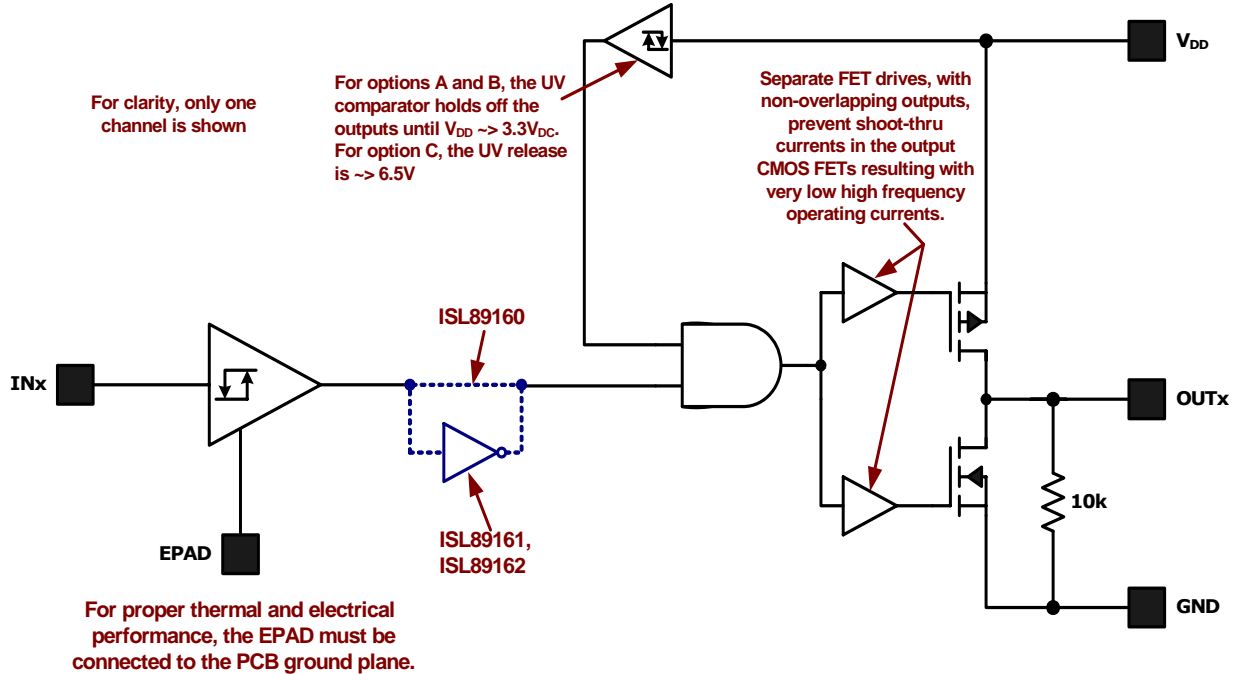 For clarity, only one
channel is shown
For options A and B, the UV
comparator holds off the
outputs until VDD ~> 3.3VDC.
For option C, the UV release
is ~> 6.5V
Separate FET drives, with
non-overlapping outputs,
prevent shoot-thru
currents in the output
CMOS FETs resulting with
very low high frequency
operating currents.
VDD
ISL89160
INx
OUTx
10k
ISL89161,
ISL89162
EPAD
GND
For proper thermal and electrical
performance, the EPAD must be
connected to the PCB ground plane.